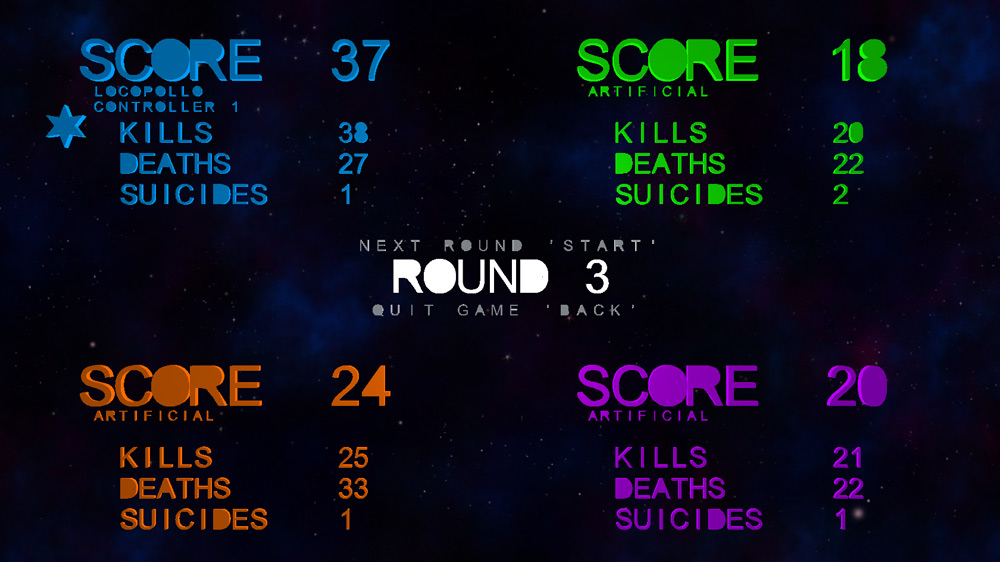 SCORE 37
LOCOPOLLO
CONTROLLER 1
KILLS 38
DEATHS 27
SUICIDES 1
SCORE 18
ARTIFICIAL
KILLS 20
DEATHS 22
SUICIDES 2
NEXT ROUND 'START'
ROUND 3
QUIT GAME 'BACK'
SCORE 24
ARTIFICIAL
KILLS 25
DEATHS 33
SUICIDES 1
SCORE 20
ARTIFICIAL
KILLS 21
DEATHS 22
SUICIDES 1